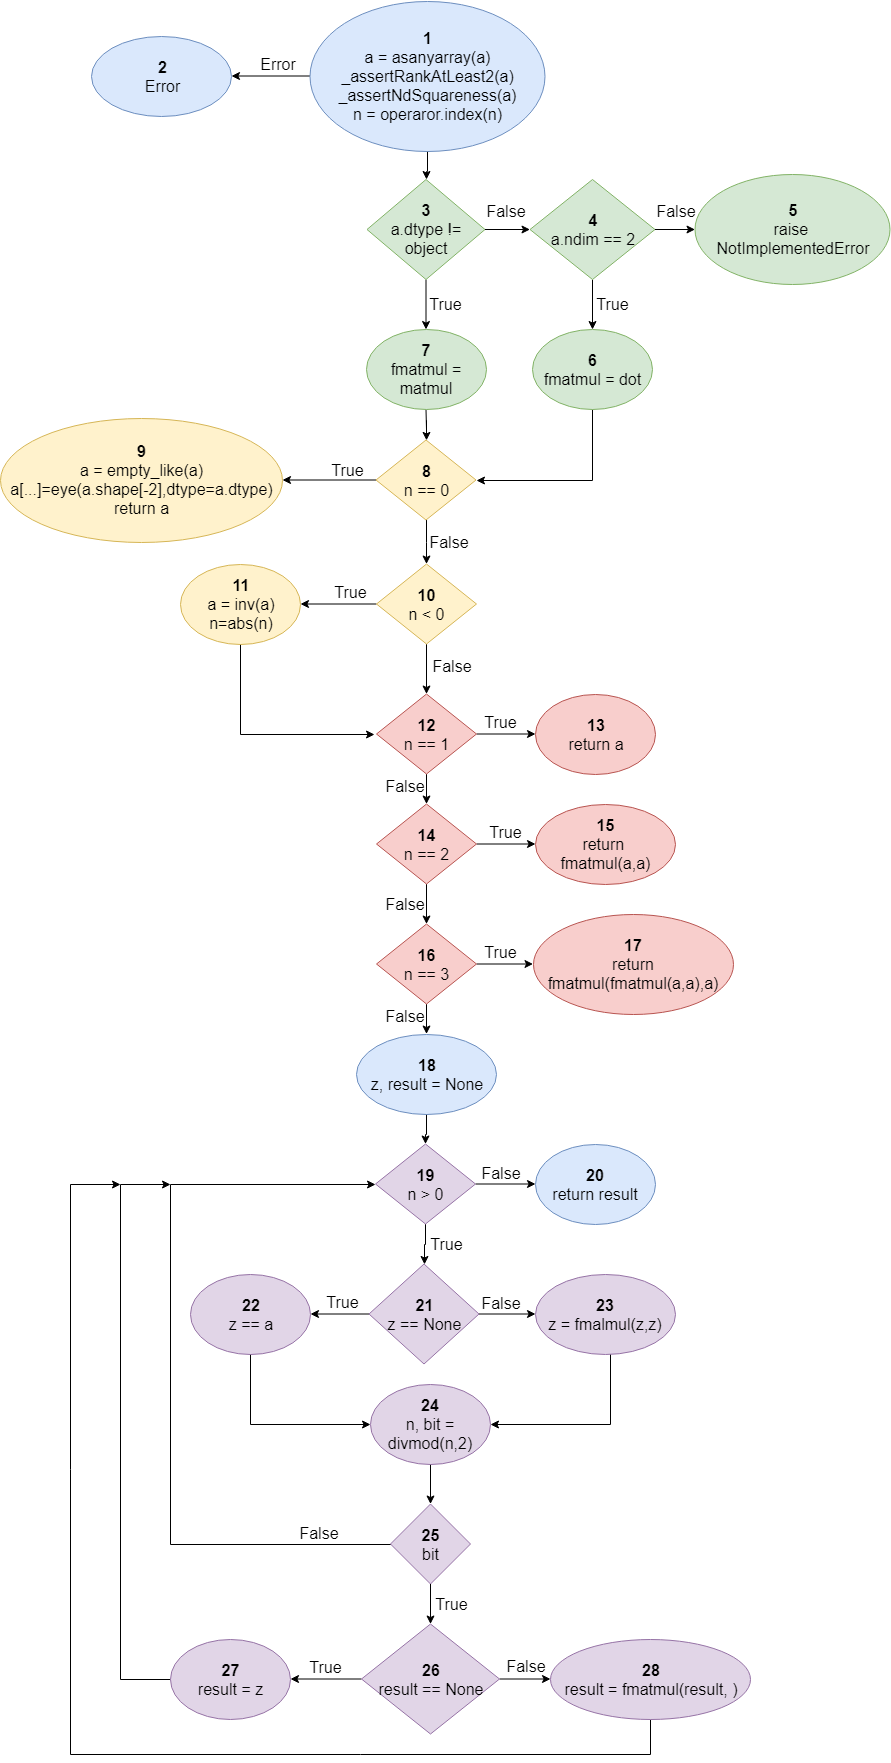 1
a = asanyarray(a)
_assertRankAtLeast2(a)
_assertNdSquareness(a)
n = operaror.index(n)
Error
2
Error
3
a.dtype !=
object
False
4
a.ndim == 2
False
5
raise
NotImplementedError
True
True
7
fmatmul =
matmul
6
fmatmul = dot
9
a = empty_like(a)
a[...]=eye(a.shape[-2],dtype=a.dtype)
return a
True
8
n == 0
False
11
a = inv(a)
n=abs(n)
True
10
n < 0
False
12
n == 1
True
13
return a
False
14
n == 2
True
15
return
fmatmul(a,a)
False
16
n == 3
True
17
return
fmatmul(fmatmul(a,a),a)
False
18
z, result = None
19
n > 0
False
20
return result
True
22
z == a
True
21
z == None
False
23
z = fmalmul(z,z)
24
n, bit =
divmod(n,2)
False
25
bit
True
27
result = z
True
26
result == None
False
28
result = fmatmul(result, )